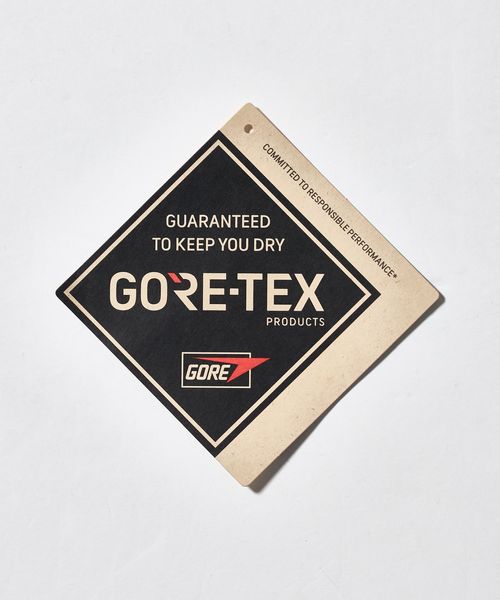 COMMITTED TO RESPONSIBLE PERFORMANCE*
GUARANTEED
TO KEEP YOU DRY
GORE-TEX
PRODUCTS
GORE